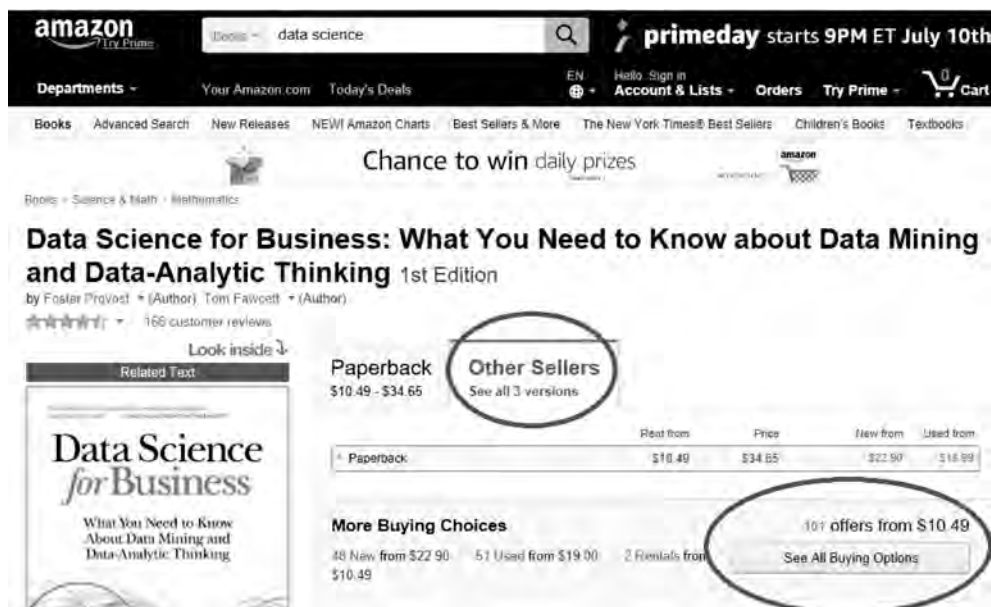 amazon
Try Prime
Books
data science
primeday starts 9PM ET July 10th
Departments
Your Amazon.com Today's Deals
EN
Hello. Sign in
Account & Lists
Orders
Try Prime
0
Cart
Books Advanced Search New Releases NEW! Amazon Charts Best Sellers & More The New York Times® Best Sellers Children's Books Textbooks
Chance to win daily prizes
amazon
Books › Science & Math › Mathematics
Data Science for Business: What You Need to Know about Data Mining
and Data-Analytic Thinking 1st Edition
by Foster Provost (Author) Tom Fawcett (Author)
166 customer reviews
Look inside
Related Text
Paperback
$10.49 - $34.65
Other Sellers
See all 3 versions
Rent from Price New from Used from
Paperback $10.49 $34.65 $22.90
Data Science
for Business
What You Need to Know
About Data Mining and
Data-Analytic Thinking
More Buying Choices
48 New from $22.90 51 Used from $19.00 2 Rentals from
$10.49
101 offers from $10.49
See All Buying Options